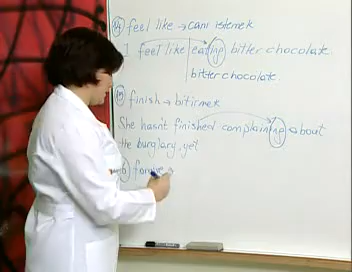 feel like → canı istemek
I feel like eating bitter chocolate.
bitter chocolate.
finish → bitirmek
She hasn't finished complaining about
the burglary, yet
forgive →